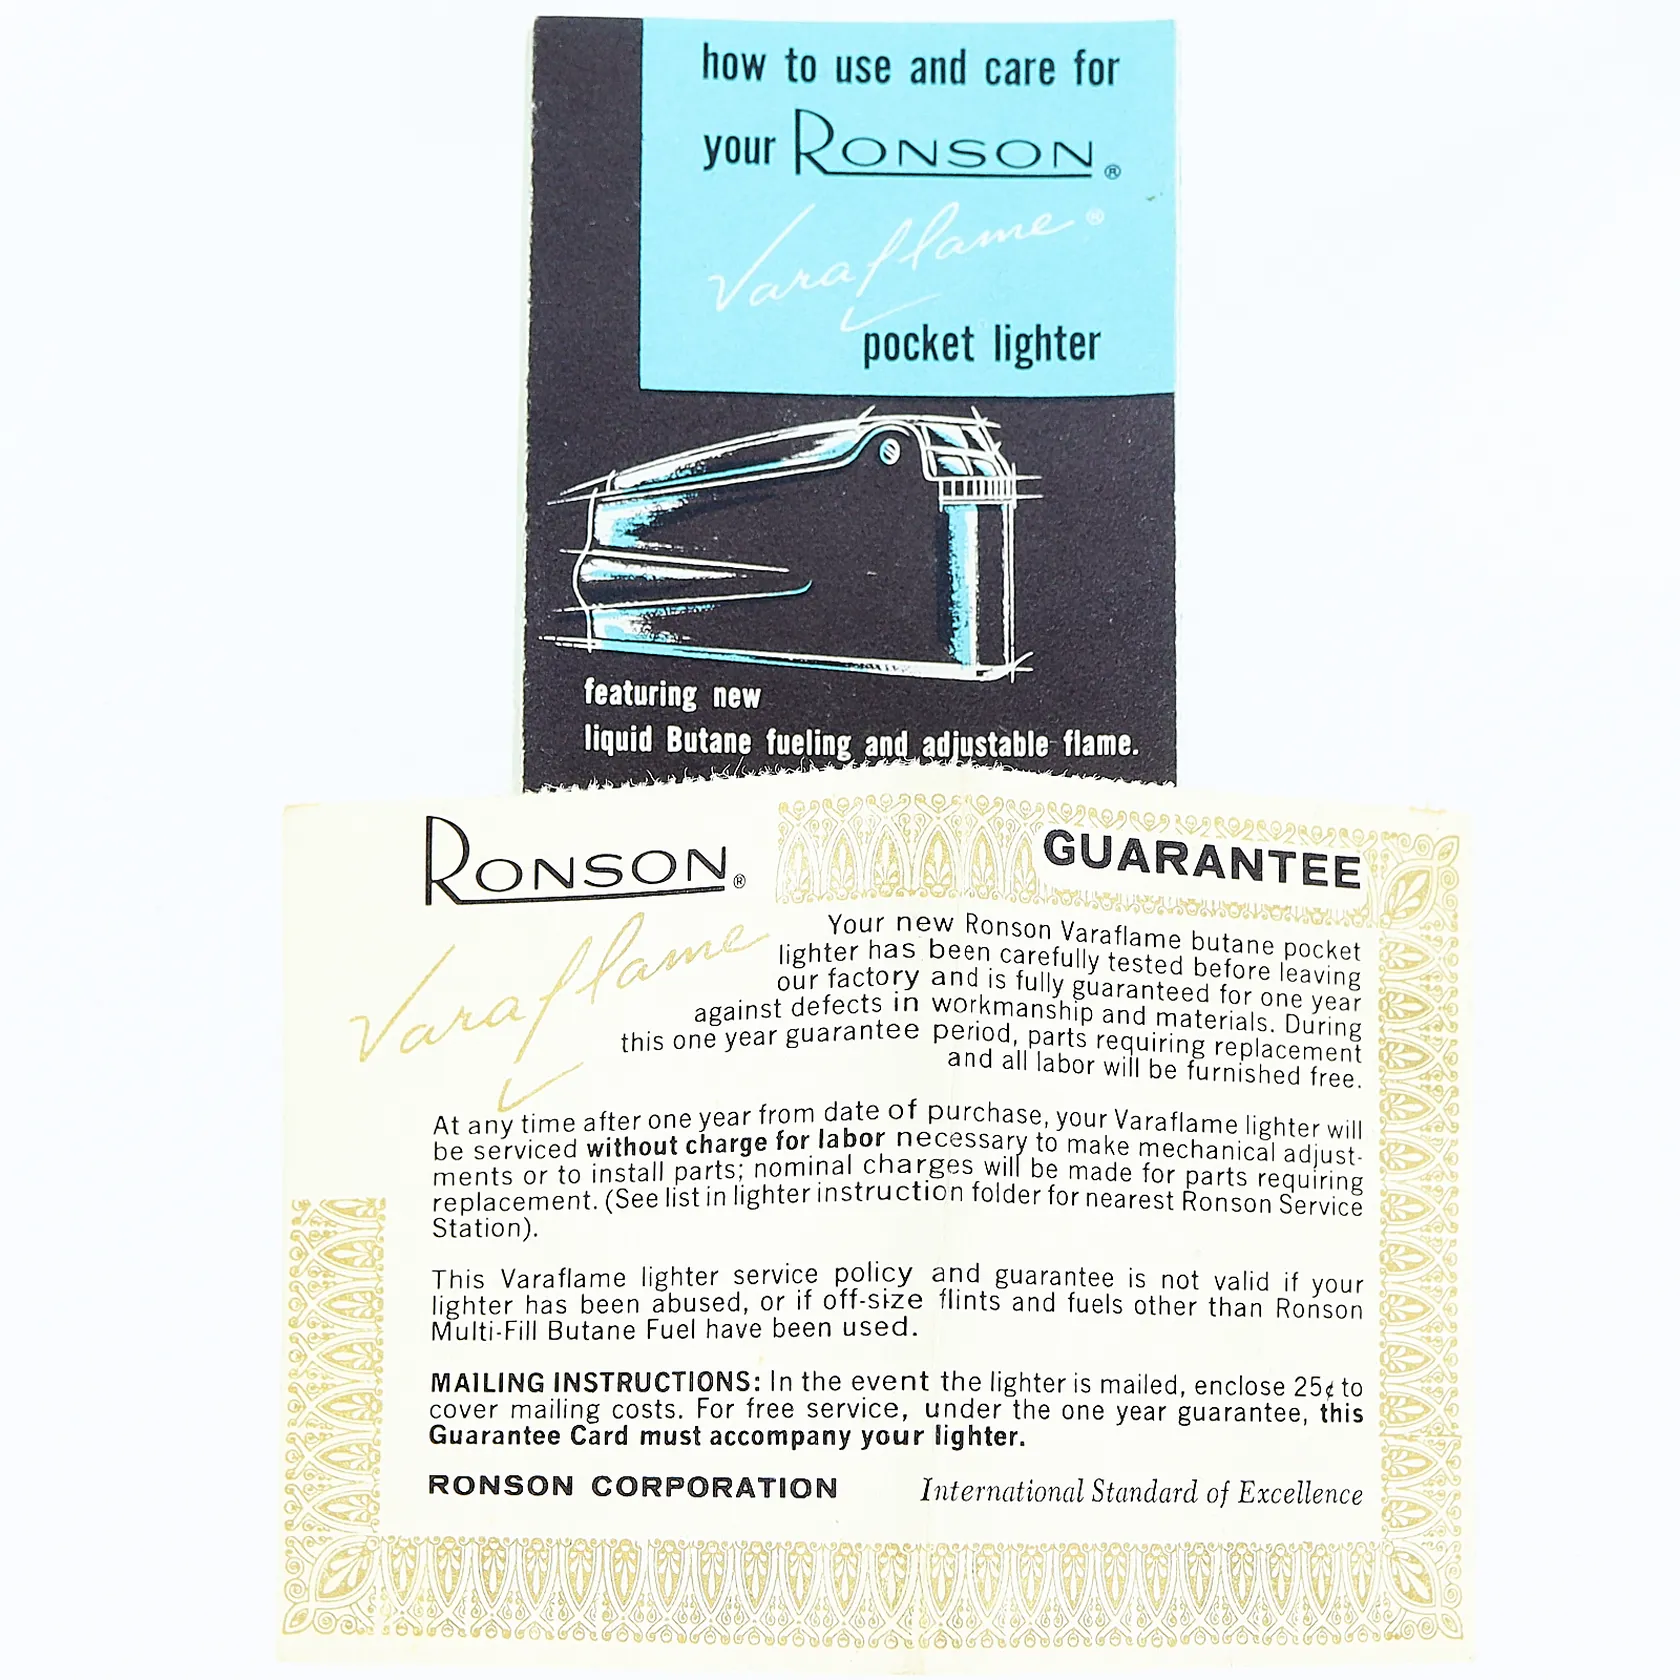 how to use and care for
your RONSON®
Varaflame®
pocket lighter
featuring new
liquid Butane fueling and adjustable flame.
RONSON®
GUARANTEE
Varaflame
Your new Ronson Varaflame butane pocket
lighter has been carefully tested before leaving
our factory and is fully guaranteed for one year
against defects in workmanship and materials. During
this one year guarantee period, parts requiring replacement
and all labor will be furnished free.
At any time after one year from date of purchase, your Varaflame lighter will
be serviced without charge for labor necessary to make mechanical adjust-
ments or to install parts; nominal charges will be made for parts requiring
replacement. (See list in lighter instruction folder for nearest Ronson Service
Station).
This Varaflame lighter service policy and guarantee is not valid if your
lighter has been abused, or if off-size flints and fuels other than Ronson
Multi-Fill Butane Fuel have been used.
MAILING INSTRUCTIONS: In the event the lighter is mailed, enclose 25¢ to
cover mailing costs. For free service, under the one year guarantee, this
Guarantee Card must accompany your lighter.
RONSON CORPORATION International Standard of Excellence